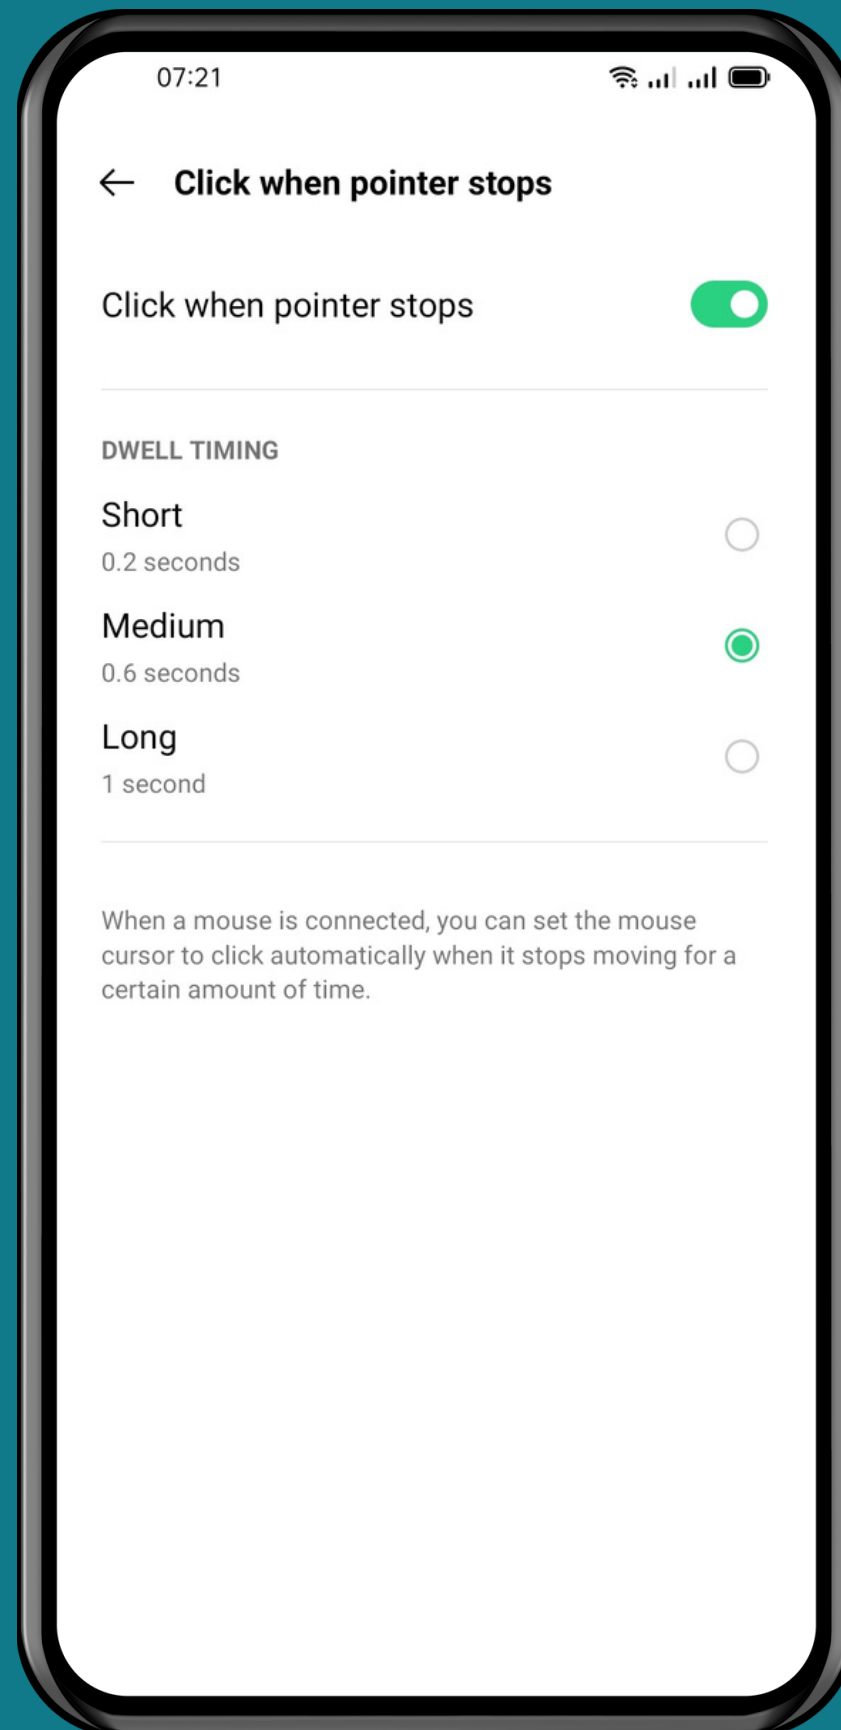 07:21
Click when pointer stops
Click when pointer stops
DWELL TIMING
Short
0.2 seconds
Medium
0.6 seconds
Long
1 second
When a mouse is connected, you can set the mouse
cursor to click automatically when it stops moving for a
certain amount of time.